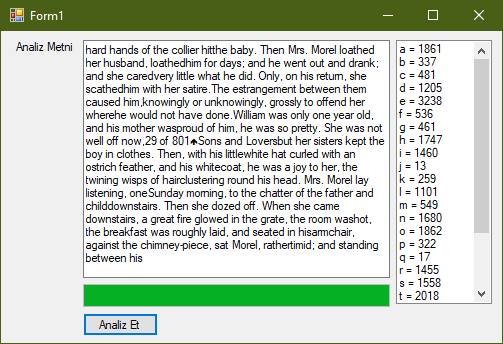 Form1
Analiz Metni
hard hands of the collier hitthe baby. Then Mrs. Morel loathed
her husband, loathedhim for days; and he went out and drank;
and she caredvery little what he did. Only, on his return, she
scathedhim with her satire.The estrangement between them
caused him,knowingly or unknowingly, grossly to offend her
wherehe would not have done.William was only one year old,
and his mother wasproud of him, he was so pretty. She was not
well off now,29 of 801♠Sons and Loversbut her sisters kept the
boy in clothes. Then, with his littlewhite hat curled with an
ostrich feather, and his whitecoat, he was a joy to her, the
twining wisps of hairclustering round his head. Mrs. Morel lay
listening, oneSunday morning, to the chatter of the father and
childdownstairs. Then she dozed off. When she came
downstairs, a great fire glowed in the grate, the room washot,
the breakfast was roughly laid, and seated in hisarmchair,
against the chimney-piece, sat Morel, rathertimid; and standing
between his
a = 1861
b = 337
c = 481
d = 1205
e = 3238
f = 536
g = 461
h = 1747
i = 1460
j = 13
k = 259
l = 1101
m = 549
n = 1680
o = 1862
p = 322
q = 17
r = 1455
s = 1558
t = 2018
Analiz Et